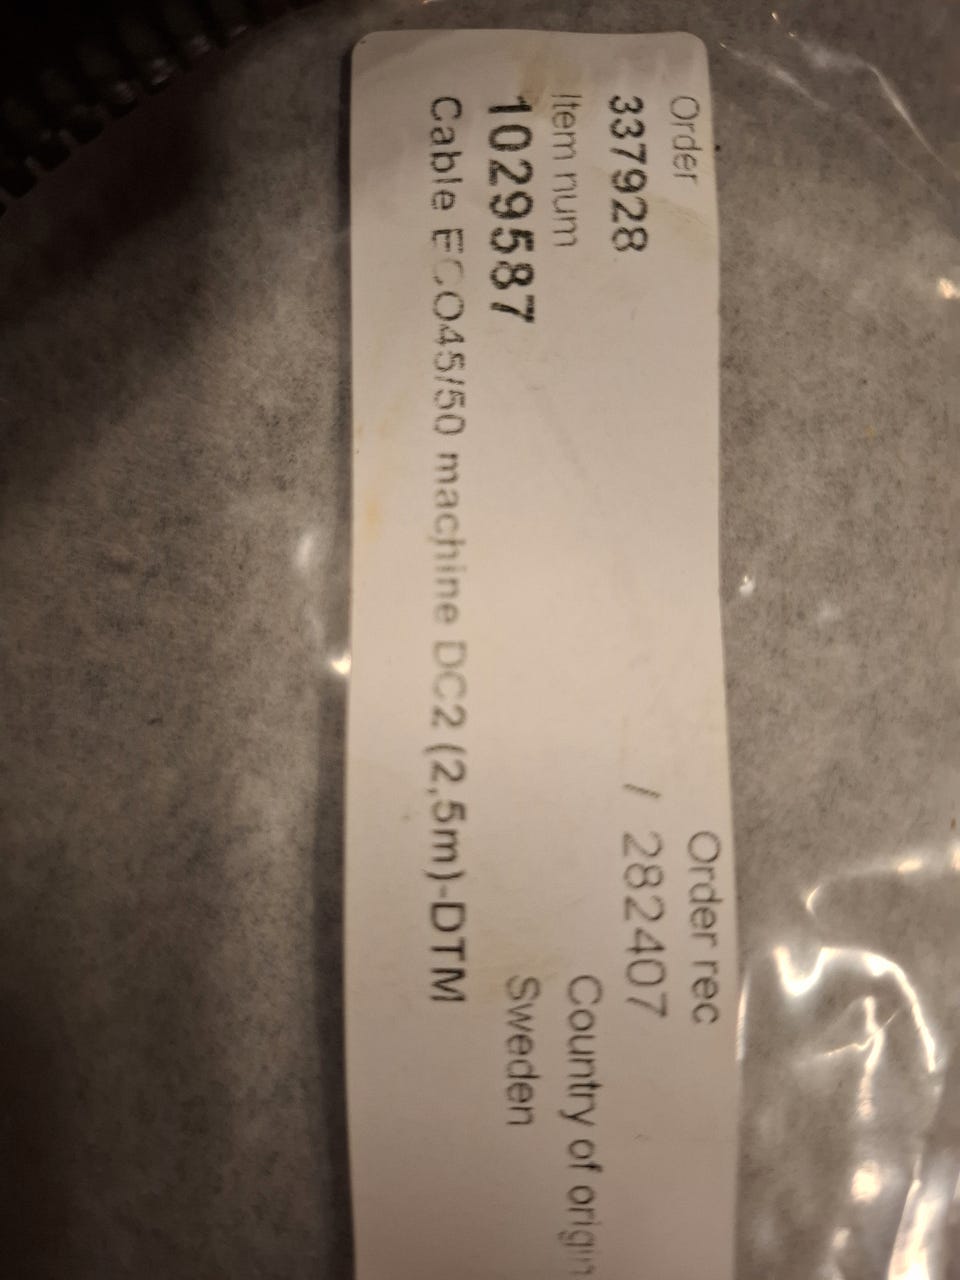 Order
Order rec
337928
/ 282407
Item num
Country of origin
1029587
Sweden
Cable ECO45/50 machine DC2 (2,5m)-DTM